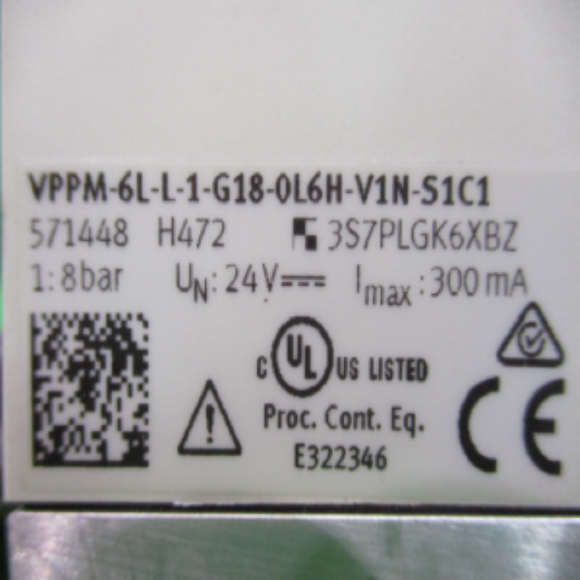 VPPM-6L-L-1-G18-0L6H-V1N-S1C1
571448 H472 3S7PLGK6XBZ
1:8bar UN:24V Imax:300 mA
C UL US LISTED
Proc. Cont. Eq.
E322346
CE